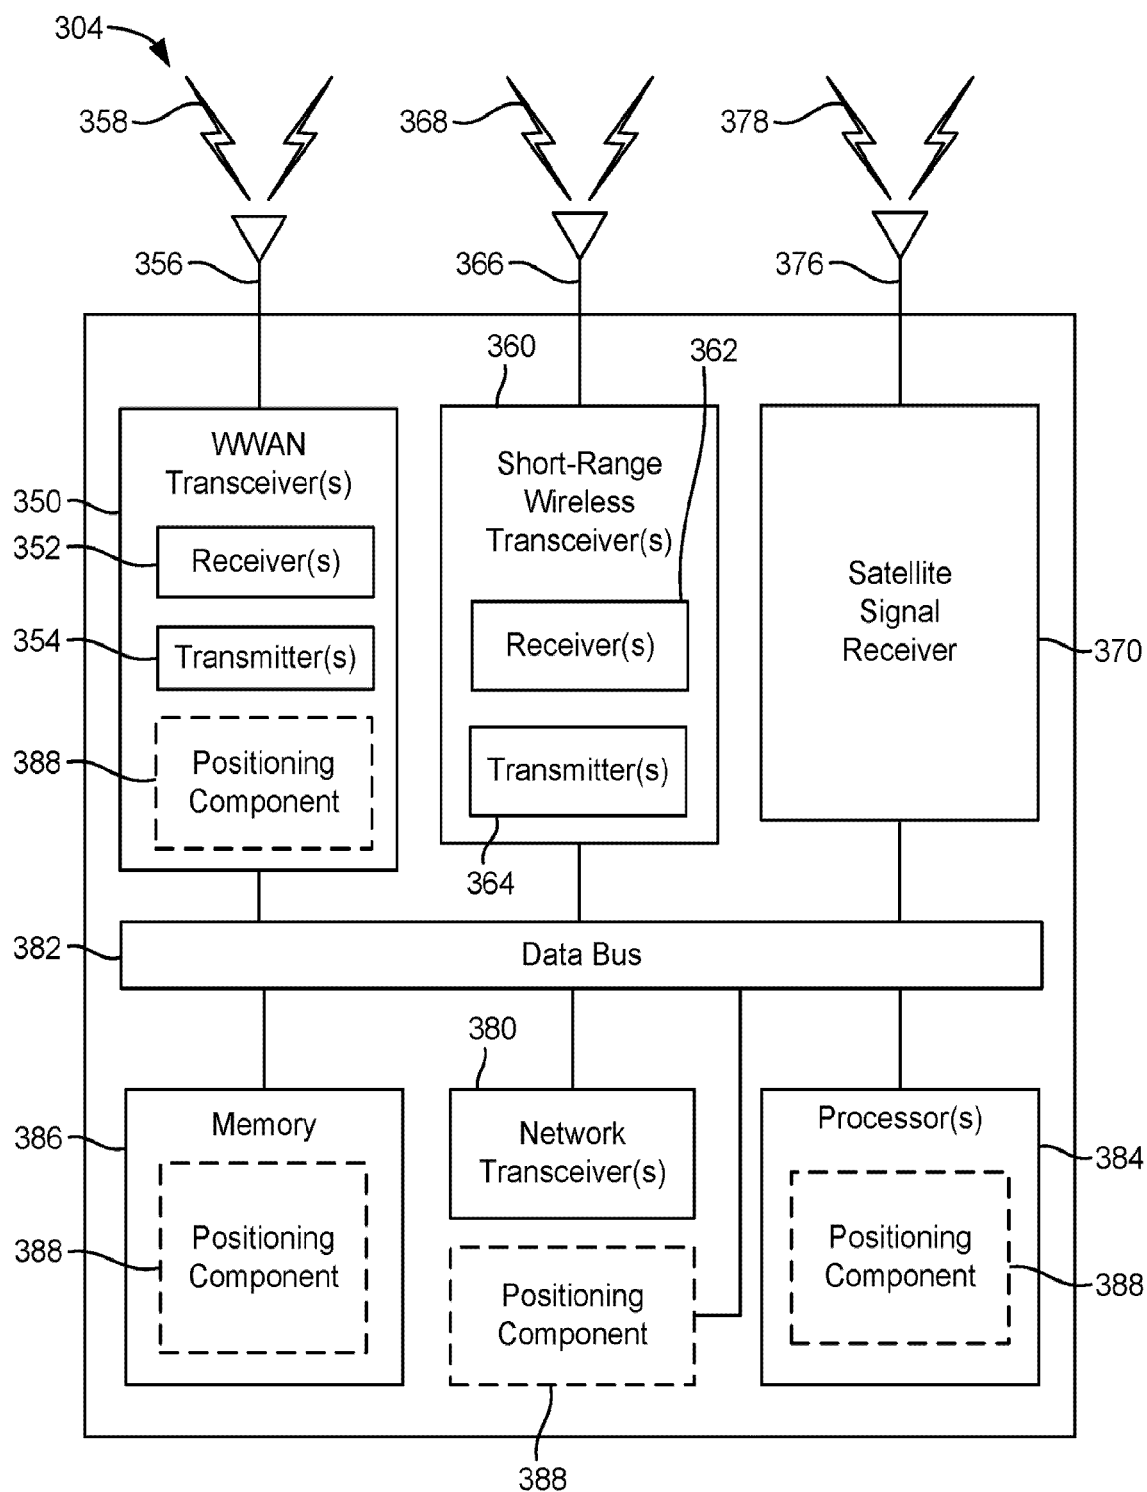 304
358
368
378
356
366
376
360
362
WWAN
Transceiver(s)
350
352
Receiver(s)
354
Transmitter(s)
388
Positioning
Component
Short-Range
Wireless
Transceiver(s)
Receiver(s)
Transmitter(s)
364
Satellite
Signal
Receiver
370
382
Data Bus
380
386
Memory
388
Positioning
Component
Network
Transceiver(s)
Positioning
Component
388
Processor(s)
384
Positioning
Component
388